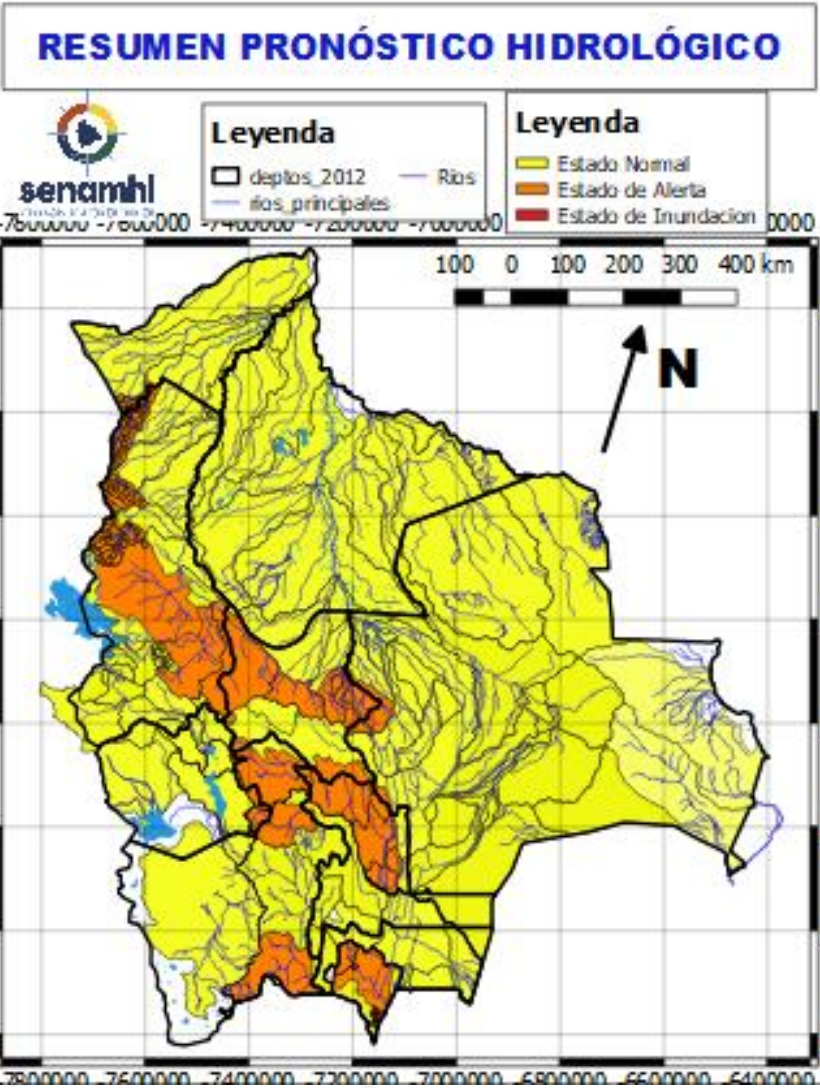 RESUMEN PRONÓSTICO HIDROLÓGICO
senamhi
Leyenda
deptos_2012
Rios
rios_principales
Leyenda
Estado Normal
Estado de Alerta
Estado de Inundacion
-7800000 -7600000 -7400000 -7200000 -7000000
100 0 100 200 300 400 km
N
-7800000 -7600000 -7400000 -7200000 -7000000 -6800000 -6600000 -6400000